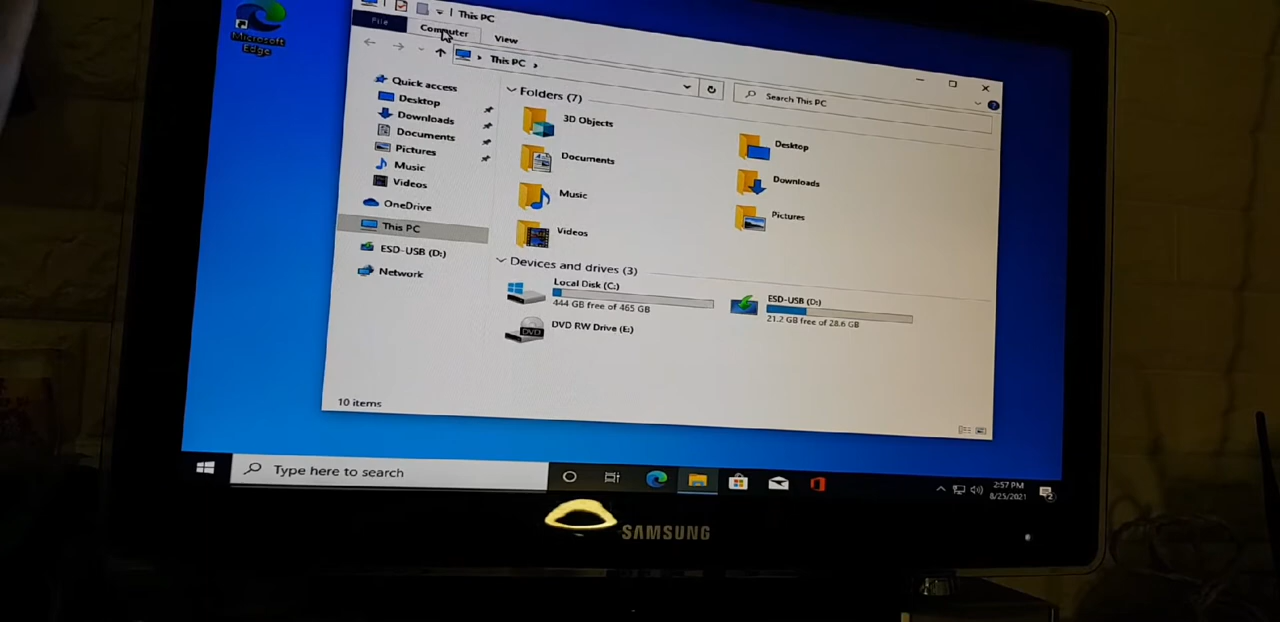 Microsoft
Edge
This PC
File
Computer
View
This PC
Search This PC
Quick access
Desktop
Downloads
Documents
Pictures
Music
Videos
OneDrive
This PC
ESD-USB (D:)
Network
Folders (7)
3D Objects
Desktop
Documents
Downloads
Music
Pictures
Videos
Devices and drives (3)
Local Disk (C:)
444 GB free of 465 GB
ESD-USB (D:)
21.2 GB free of 28.6 GB
DVD
DVD RW Drive (E:)
10 items
Type here to search
2:57 PM
8/25/2021
2
SAMSUNG